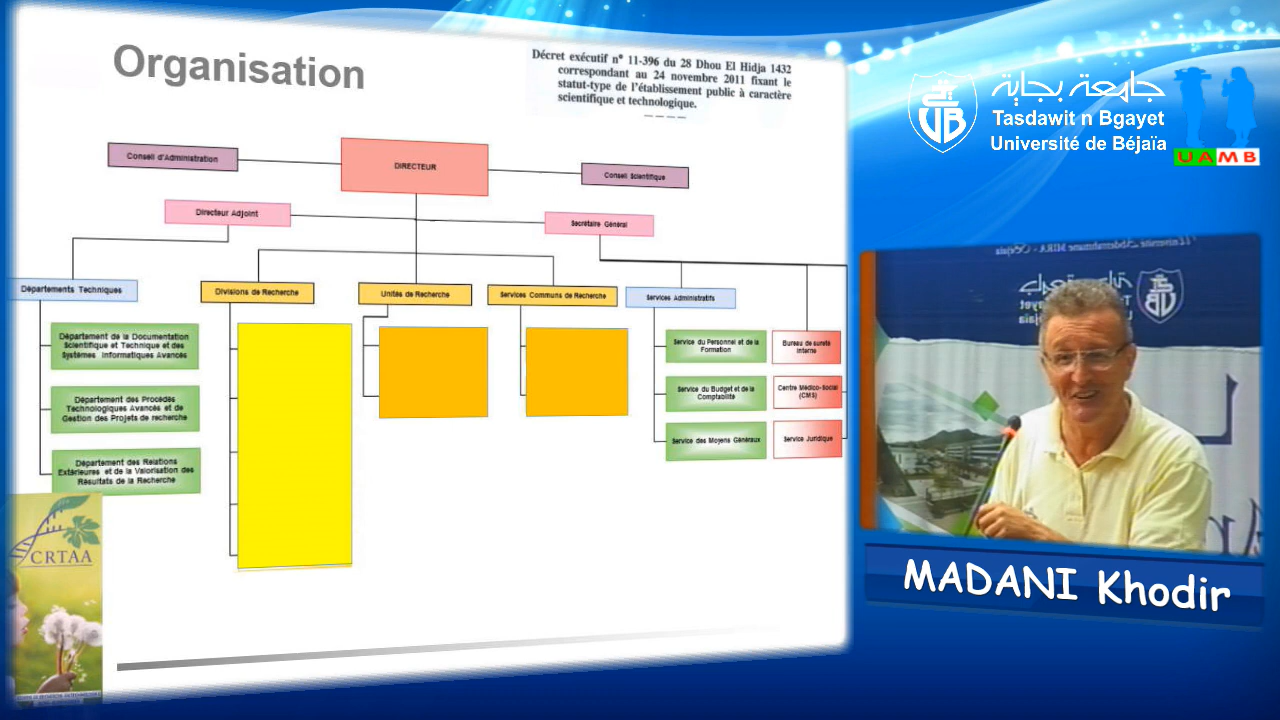 Organisation
Décret exécutif n° 11-396 du 28 Dhou El Hidja 1432
correspondant au 24 novembre 2011 fixant le
statut-type de l'établissement public à caractère
scientifique et technologique.
جامعة بجاية
Tasdawit n Bgayet
Université de Béjaïa
UAMB
Conseil d'Administration
DIRECTEUR
Conseil Scientifique
Directeur Adjoint
Secrétaire Général
Départements Techniques
Divisions de Recherche
Unités de Recherche
Services Communs de Recherche
Services Administratifs
Département de la Documentation
Scientifique et Technique et des
Systèmes Informatiques Avancés
Département des Procédés
Technologiques Avancés et de
Gestion des Projets de recherche
Département des Relations
Extérieures et de la Valorisation des
Résultats de la Recherche
Service du Personnel et de la
Formation
Service du Budget et de la
Comptabilité
Service des Moyens Généraux
Bureau de sureté
interne
Centre Médico-Social
(CMS)
Service Juridique
CRTAA
MADANI Khodir